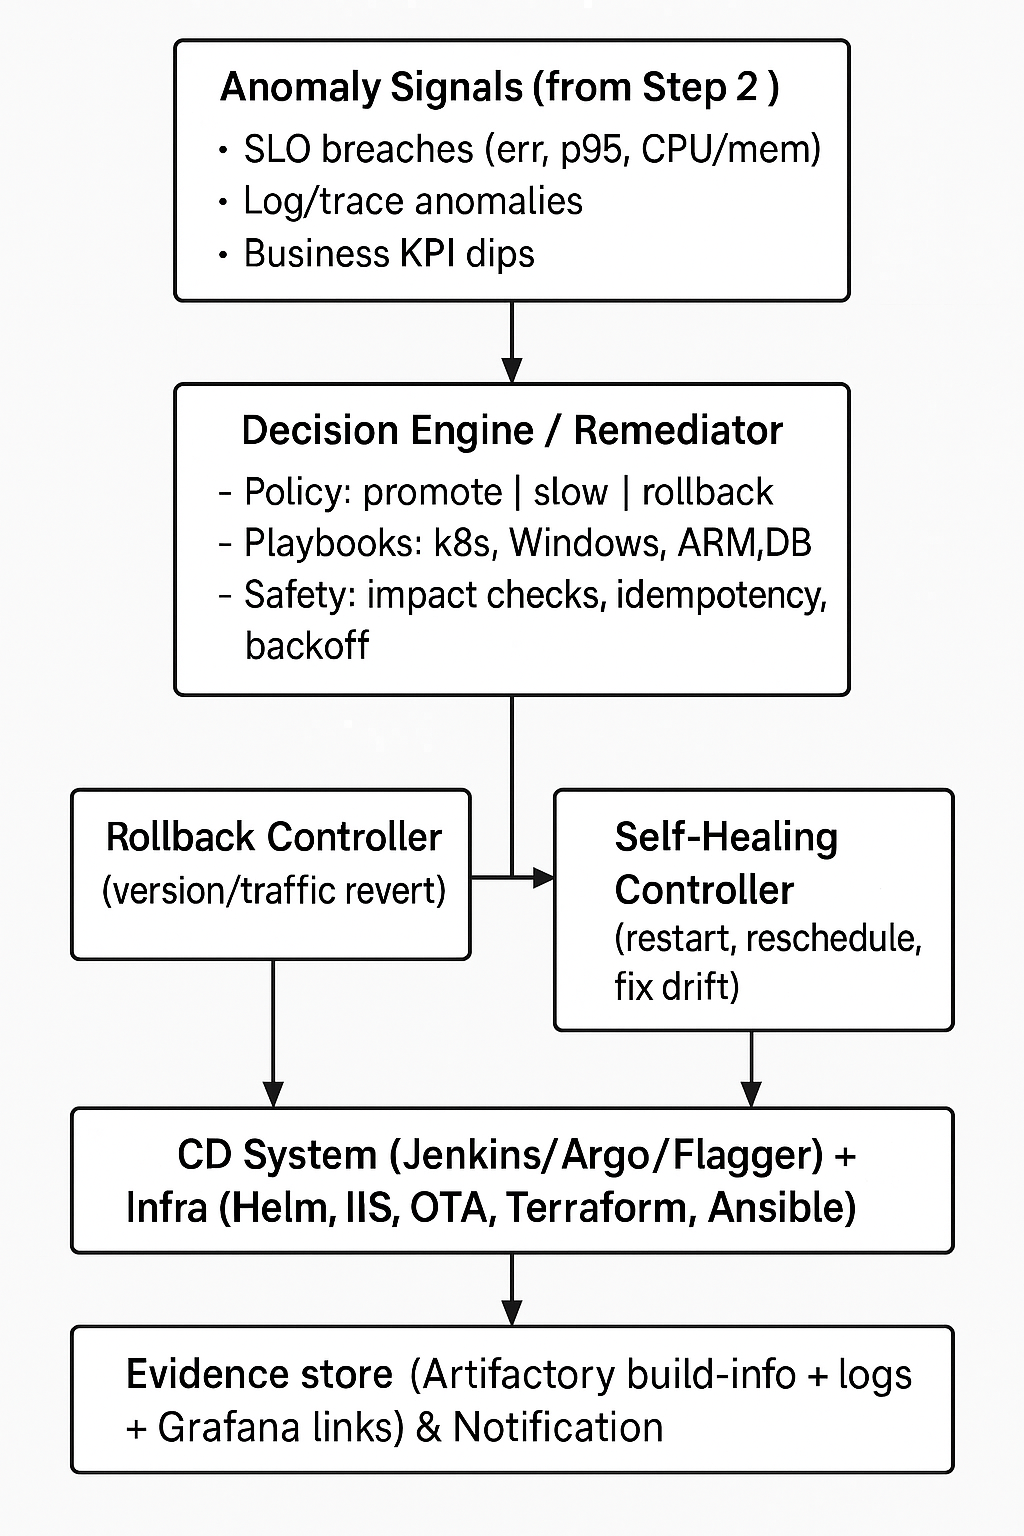 Anomaly Signals (from Step 2 )
• SLO breaches (err, p95, CPU/mem)
• Log/trace anomalies
• Business KPI dips
Decision Engine / Remediator
- Policy: promote | slow | rollback
- Playbooks: k8s, Windows, ARM,DB
- Safety: impact checks, idempotency,
backoff
Rollback Controller
(version/traffic revert)
Self-Healing
Controller
(restart, reschedule,
fix drift)
CD System (Jenkins/Argo/Flagger) +
Infra (Helm, IIS, OTA, Terraform, Ansible)
Evidence store (Artifactory build-info + logs
+ Grafana links) & Notification